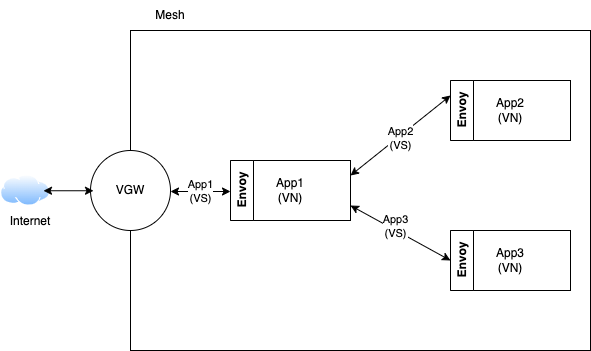 Mesh
Internet
VGW
App1
(VS)
Envoy
App1
(VN)
App2
(VS)
Envoy
App2
(VN)
App3
(VS)
Envoy
App3
(VN)